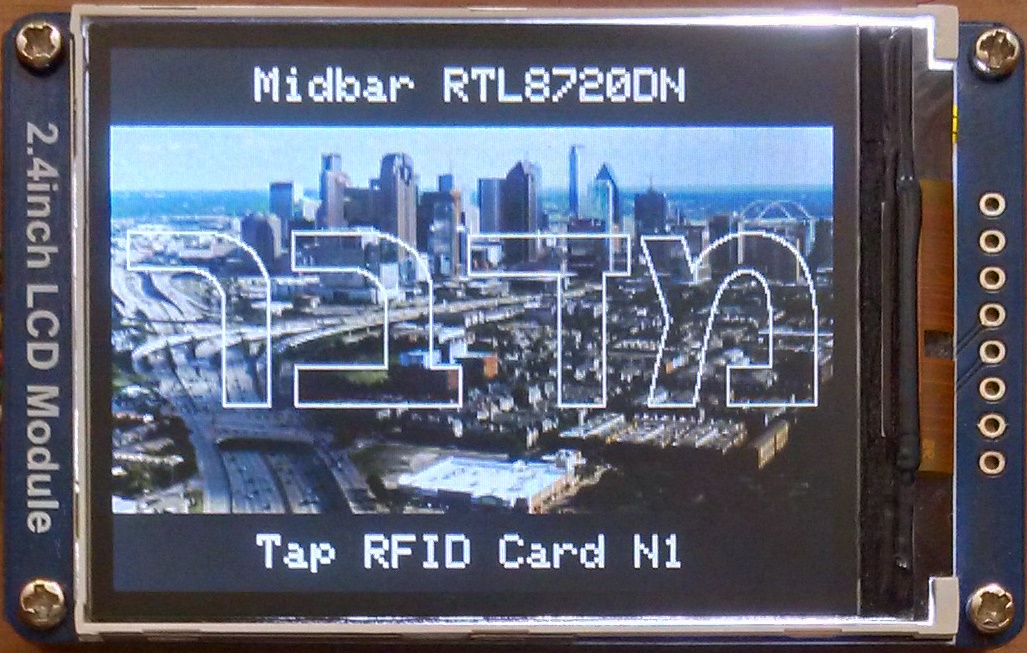 Midbar RTL8720DN
מדבר
Tap RFID Card N1
2.4inch LCD Module